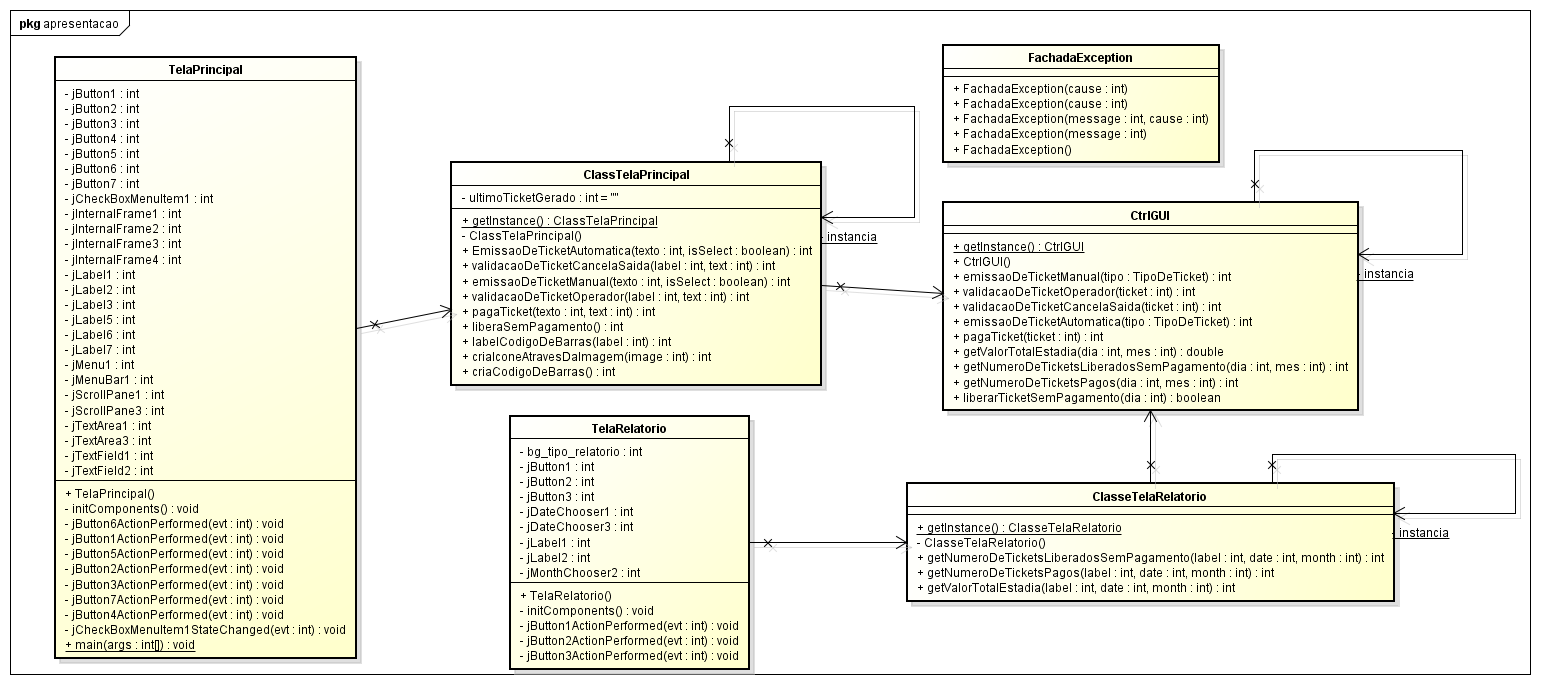 pkg apresentacao
TelaPrincipal
- jButton1 : int
- jButton2 : int
- jButton3 : int
- jButton4 : int
- jButton5 : int
- jButton6 : int
- jButton7 : int
- jCheckBoxMenuItem1 : int
- jInternalFrame1 : int
- jInternalFrame2 : int
- jInternalFrame3 : int
- jInternalFrame4 : int
- jLabel1 : int
- jLabel2 : int
- jLabel3 : int
- jLabel5 : int
- jLabel6 : int
- jLabel7 : int
- jMenu1 : int
- jMenuBar1 : int
- jScrollPane1 : int
- jScrollPane3 : int
- jTextArea1 : int
- jTextArea3 : int
- jTextField1 : int
- jTextField2 : int
+ TelaPrincipal()
- initComponents() : void
- jButton6ActionPerformed(evt : int) : void
- jButton1ActionPerformed(evt : int) : void
- jButton5ActionPerformed(evt : int) : void
- jButton2ActionPerformed(evt : int) : void
- jButton3ActionPerformed(evt : int) : void
- jButton7ActionPerformed(evt : int) : void
- jButton4ActionPerformed(evt : int) : void
- jCheckBoxMenuItem1StateChanged(evt : int) : void
+ main(args : int[]) : void
ClassTelaPrincipal
- ultimoTicketGerado : int = ""
+ getInstance() : ClassTelaPrincipal
- ClassTelaPrincipal()
+ EmissaoDeTicketAutomatica(texto : int, isSelect : boolean) : int
+ validacaoDeTicketCancelaSaida(label : int, text : int) : int
+ emissaoDeTicketManual(texto : int, isSelect : boolean) : int
+ validacaoDeTicketOperador(label : int, text : int) : int
+ pagaTicket(texto : int, text : int) : int
+ liberaSemPagamento() : int
+ labelCodigoDeBarras(label : int) : int
+ criaIconeAtravesDaImagem(image : int) : int
+ criaCodigoDeBarras() : int
- instancia
FachadaException
+ FachadaException(cause : int)
+ FachadaException(cause : int)
+ FachadaException(message : int, cause : int)
+ FachadaException(message : int)
+ FachadaException()
CtrlGUI
+ getInstance() : CtrlGUI
+ CtrlGUI()
+ emissaoDeTicketManual(tipo : TipoDeTicket) : int
+ validacaoDeTicketOperador(ticket : int) : int
+ validacaoDeTicketCancelaSaida(ticket : int) : int
+ emissaoDeTicketAutomatica(tipo : TipoDeTicket) : int
+ pagaTicket(ticket : int) : int
+ getValorTotalEstadia(dia : int, mes : int) : double
+ getNumeroDeTicketsLiberadosSemPagamento(dia : int, mes : int) : int
+ getNumeroDeTicketsPagos(dia : int, mes : int) : int
+ liberarTicketSemPagamento(dia : int) : boolean
- instancia
TelaRelatorio
- bg_tipo_relatorio : int
- jButton1 : int
- jButton2 : int
- jButton3 : int
- jDateChooser1 : int
- jDateChooser3 : int
- jLabel1 : int
- jLabel2 : int
- jMonthChooser2 : int
+ TelaRelatorio()
- initComponents() : void
- jButton1ActionPerformed(evt : int) : void
- jButton2ActionPerformed(evt : int) : void
- jButton3ActionPerformed(evt : int) : void
ClasseTelaRelatorio
+ getInstance() : ClasseTelaRelatorio
- ClasseTelaRelatorio()
+ getNumeroDeTicketsLiberadosSemPagamento(label : int, date : int, month : int) : int
+ getNumeroDeTicketsPagos(label : int, date : int, month : int) : int
+ getValorTotalEstadia(label : int, date : int, month : int) : int
- instancia